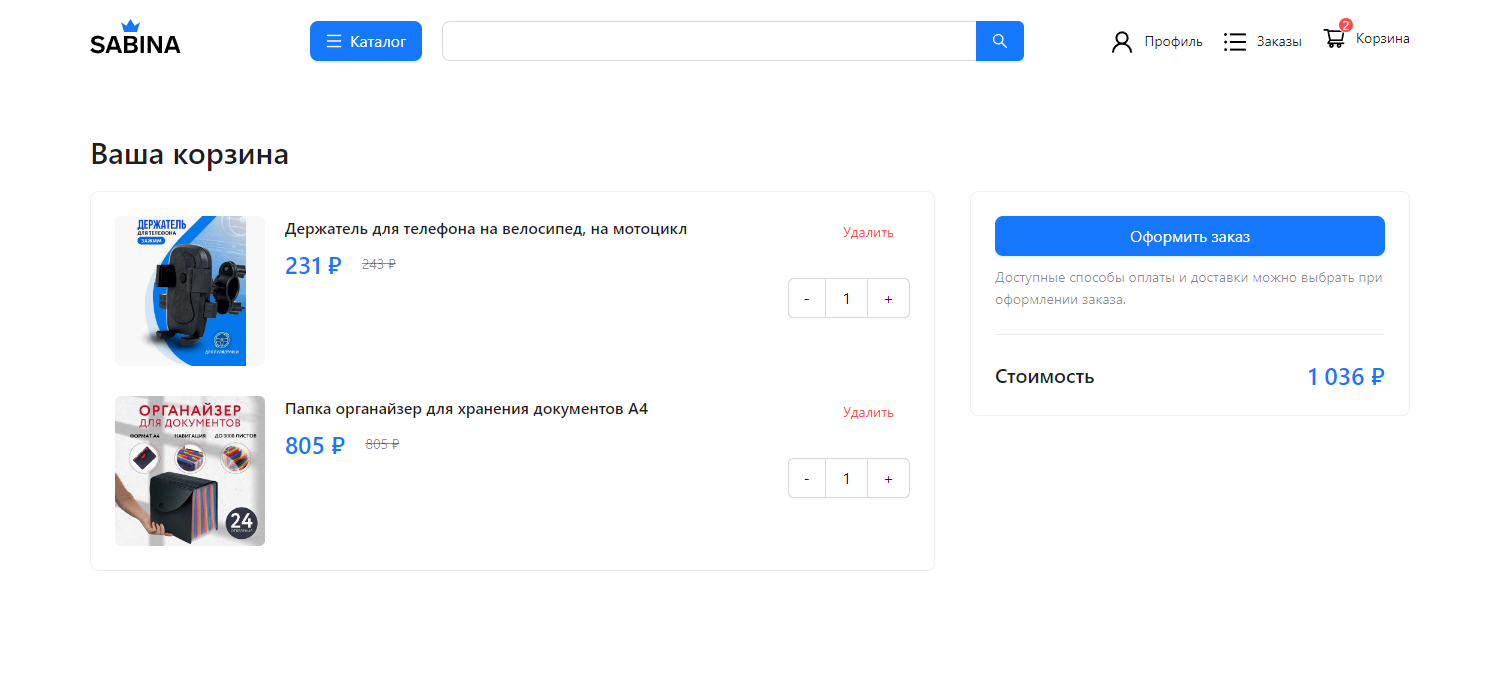 SABINA
Каталог
Профиль
Заказы
2
Корзина
Ваша корзина
ДЕРЖАТЕЛЬ
ДЛЯ ТЕЛЕФОНА
ЗАЖИМ
Держатель для телефона на велосипед, на мотоцикл
Удалить
231 ₽ 243 ₽
- 1 +
ОРГАНАЙЗЕР
ДЛЯ ДОКУМЕНТОВ
ФОРМАТ А4 НАВИГАЦИЯ ДО 3000 ЛИСТОВ
24
Папка органайзер для хранения документов А4
Удалить
805 ₽ 805 ₽
- 1 +
Оформить заказ
Доступные способы оплаты и доставки можно выбрать при
оформлении заказа.
Стоимость 1 036 ₽